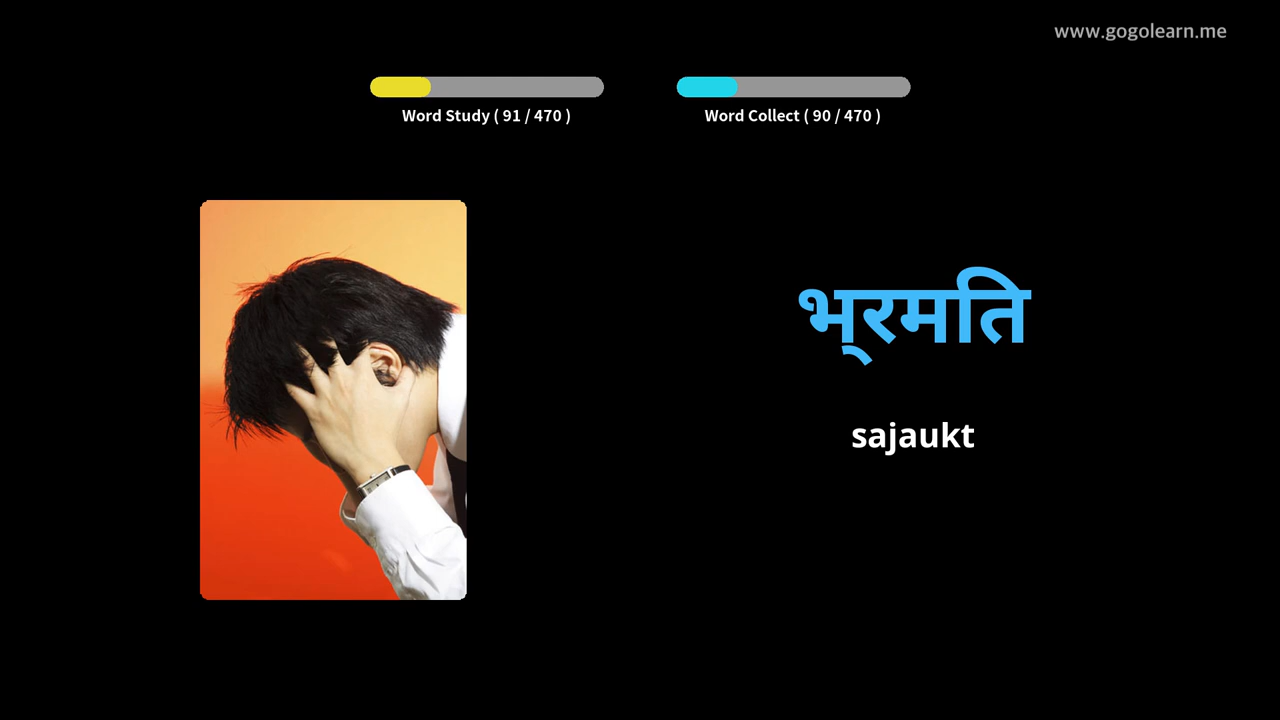 www.gogolearn.me
Word Study ( 91 / 470 )
Word Collect ( 90 / 470 )
भ्रमति
sajaukt